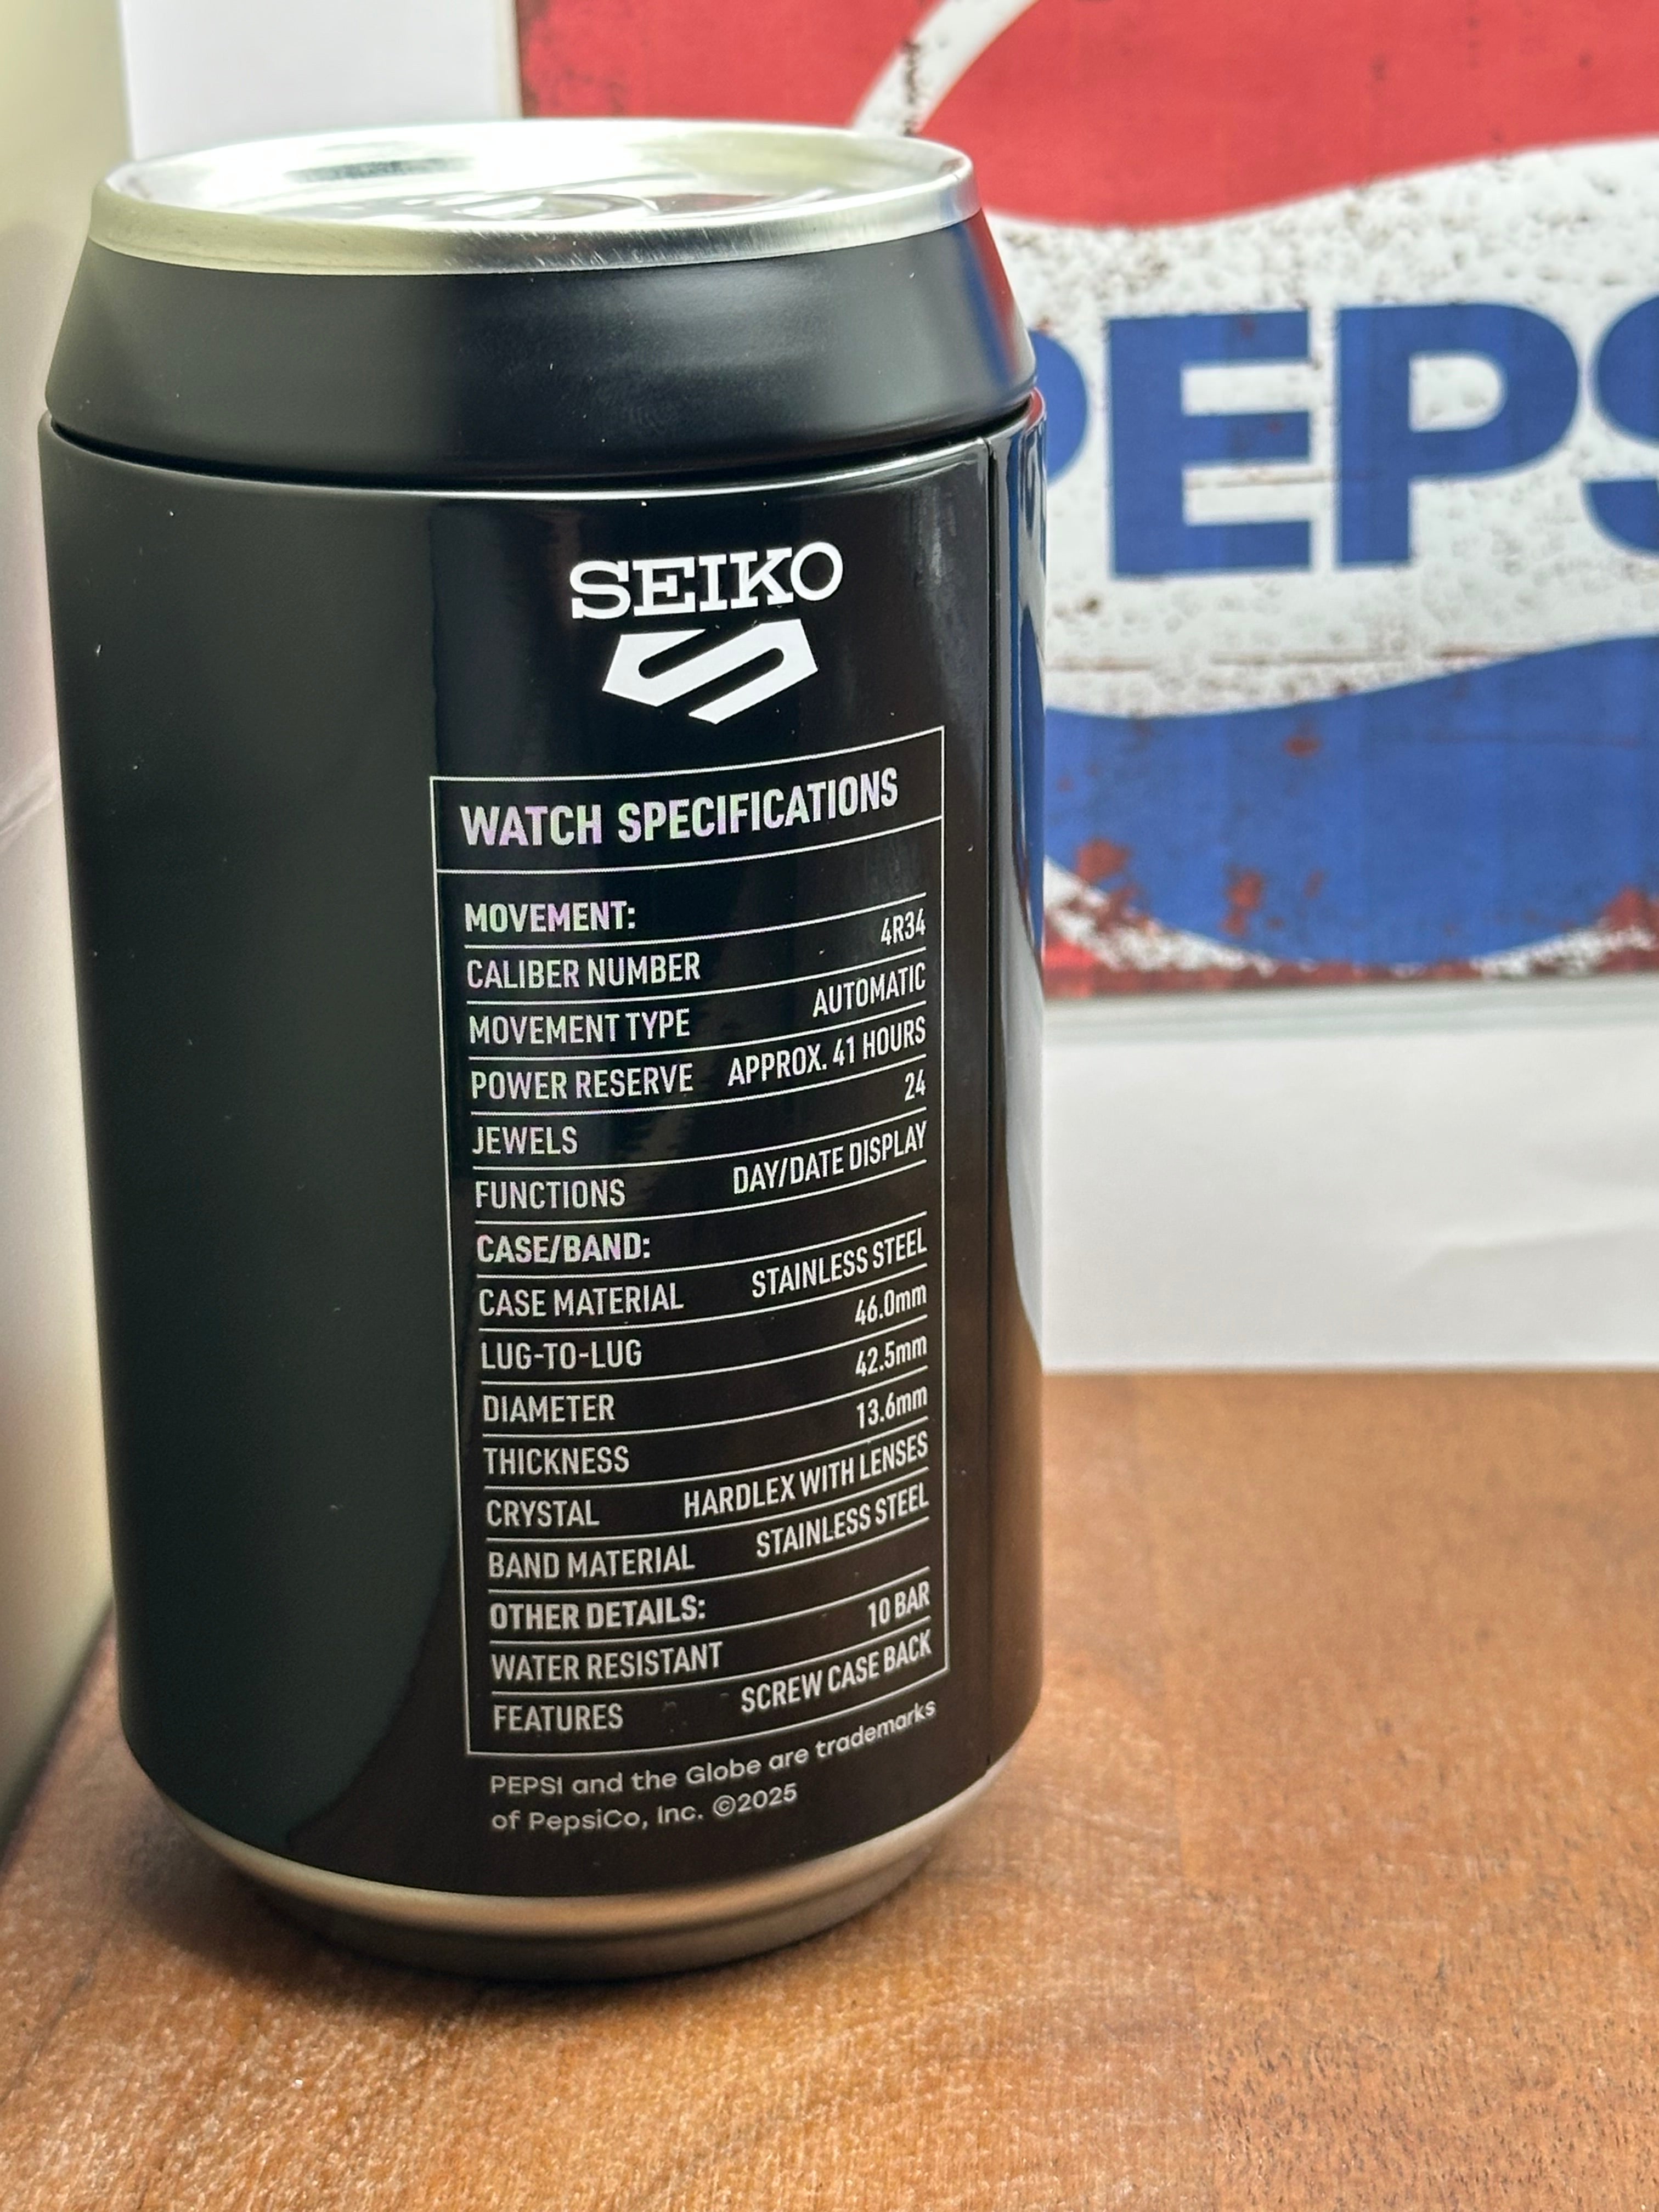 SEIKO
WATCH SPECIFICATIONS
MOVEMENT:
CALIBER NUMBER 4R34
MOVEMENT TYPE AUTOMATIC
POWER RESERVE APPROX. 41 HOURS
JEWELS 24
FUNCTIONS DAY/DATE DISPLAY
CASE/BAND:
CASE MATERIAL STAINLESS STEEL
LUG-TO-LUG 46.0mm
DIAMETER 42.5mm
THICKNESS 13.6mm
CRYSTAL HARDLEX WITH LENSES
BAND MATERIAL STAINLESS STEEL
OTHER DETAILS:
WATER RESISTANT 10 BAR
FEATURES SCREW CASE BACK
PEPSI and the Globe are trademarks
of PepsiCo, Inc. ©2025
PEPS